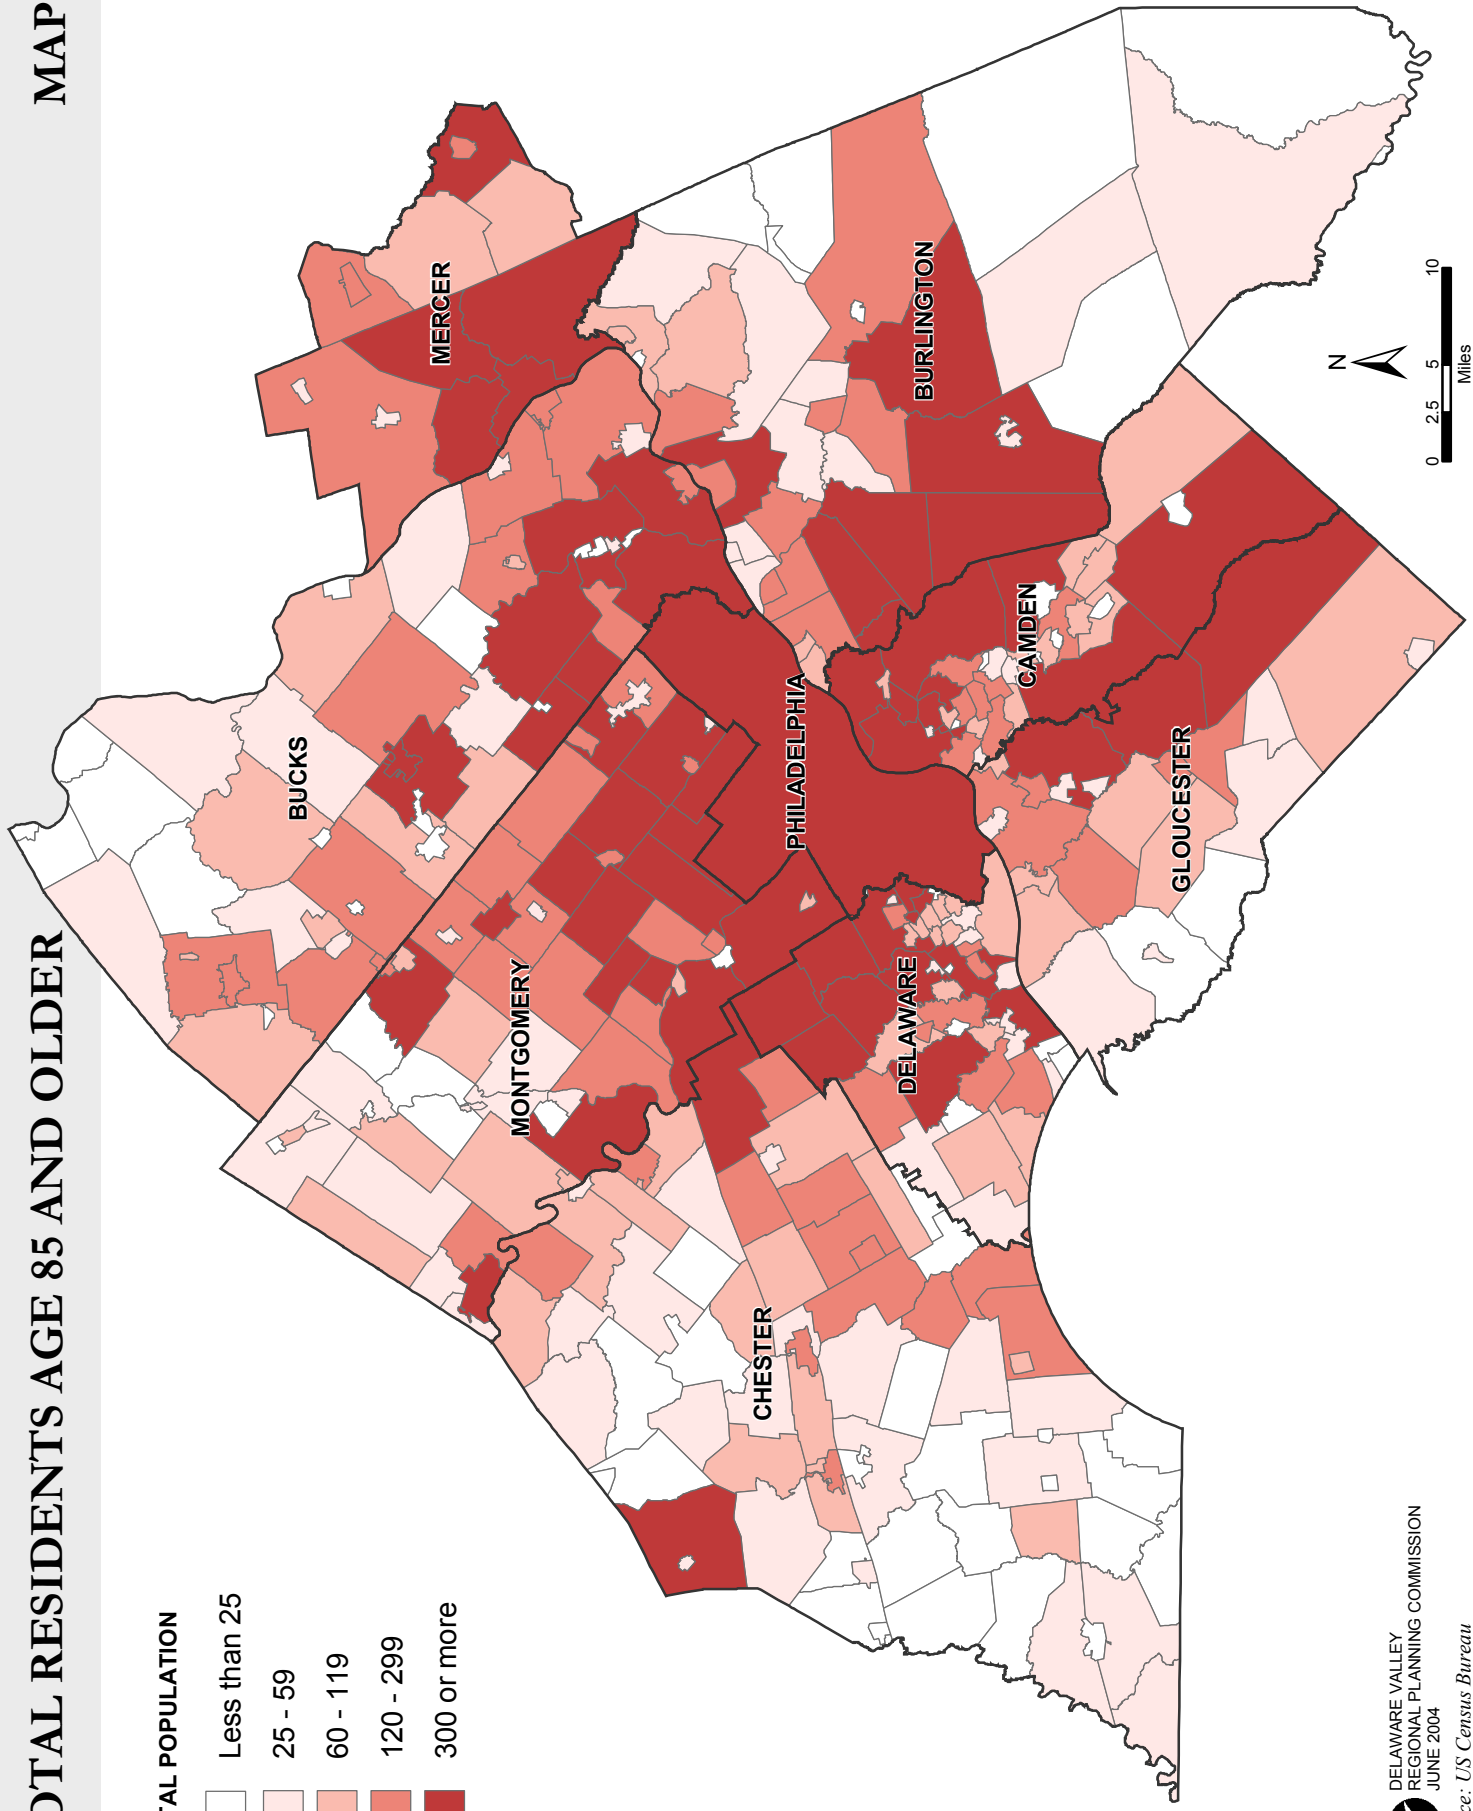 OTAL RESIDENTS AGE 85 AND OLDER MAP
AL POPULATION
Less than 25
25 - 59
60 - 119
120 - 299
300 or more
BUCKS
MERCER
MONTGOMERY
PHILADELPHIA
BURLINGTON
CHESTER
DELAWARE
CAMDEN
GLOUCESTER
N
0 2.5 5 10
Miles
DELAWARE VALLEY
REGIONAL PLANNING COMMISSION
JUNE 2004
ce: US Census Bureau